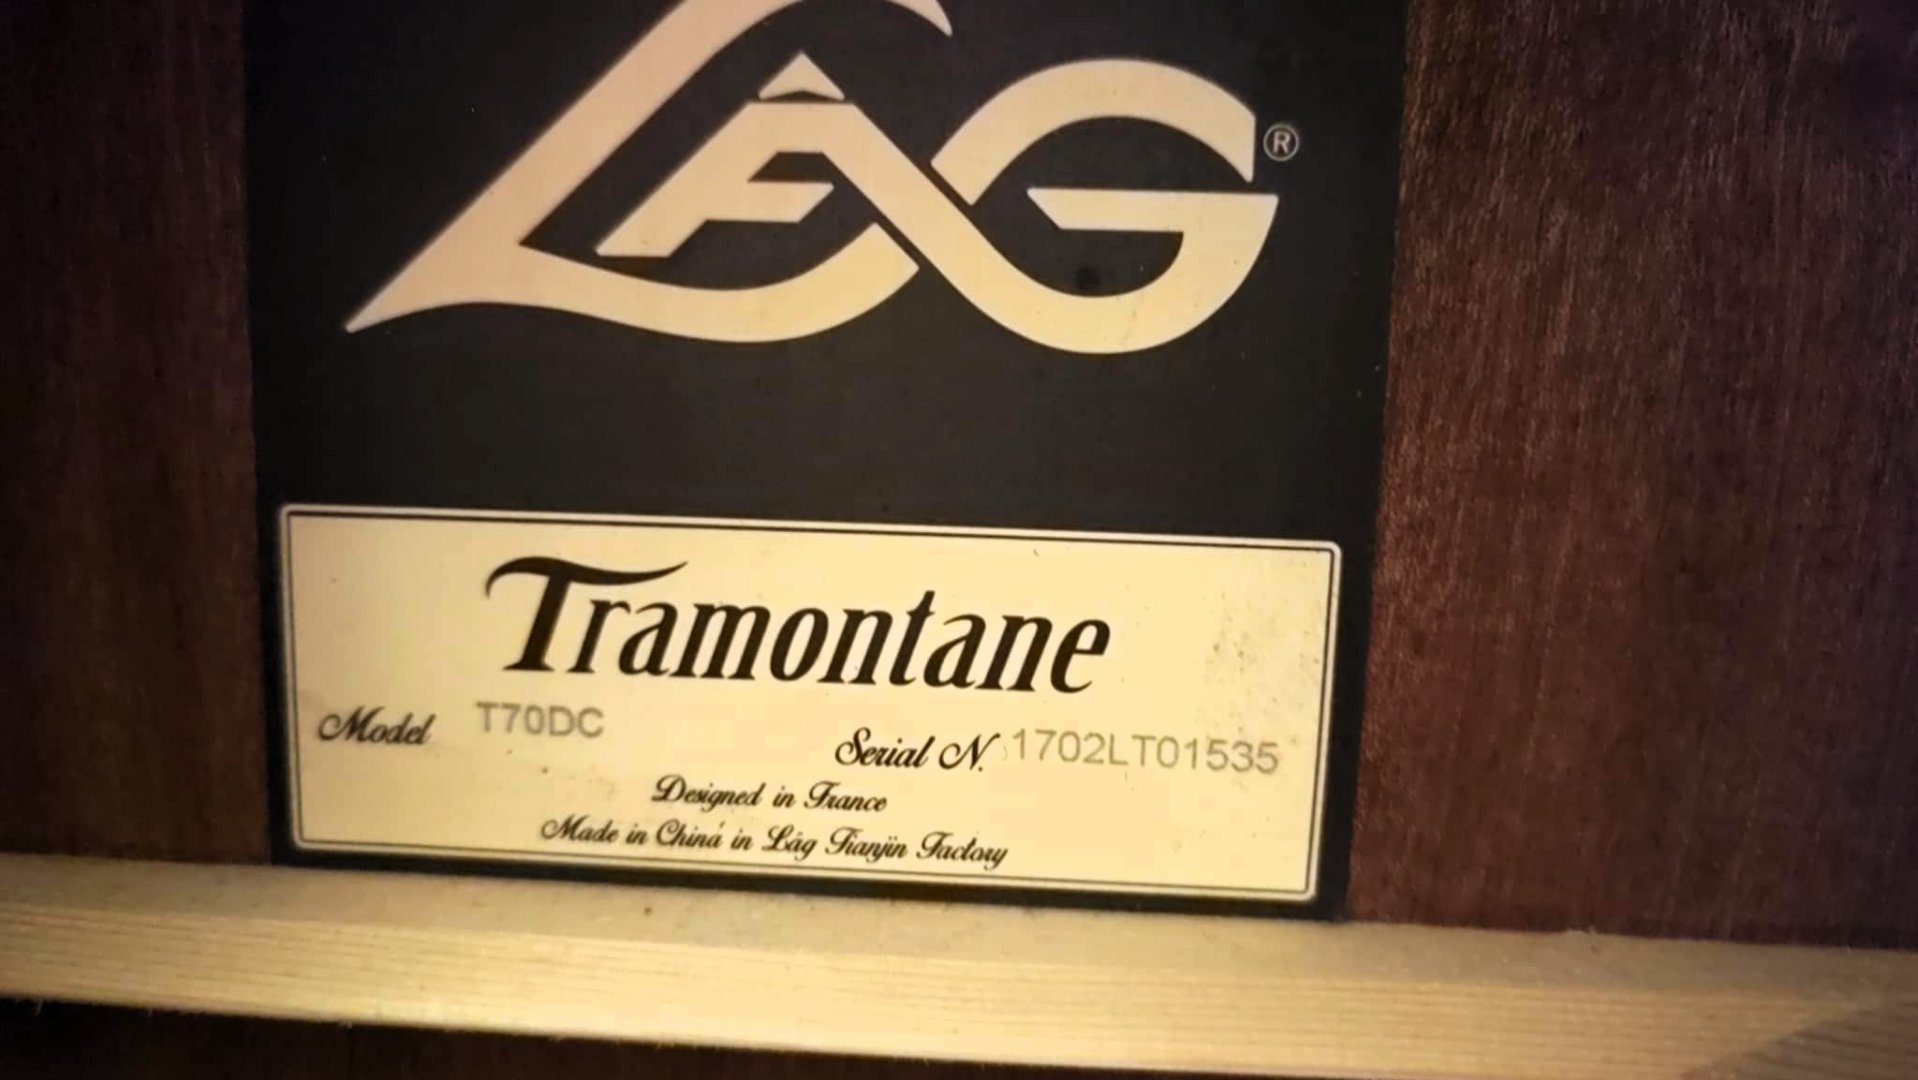 LÂG®
Tramontane
Model T70DC
Serial N. 1702LT01535
Designed in France
Made in China in Lâg Tianjin Factory